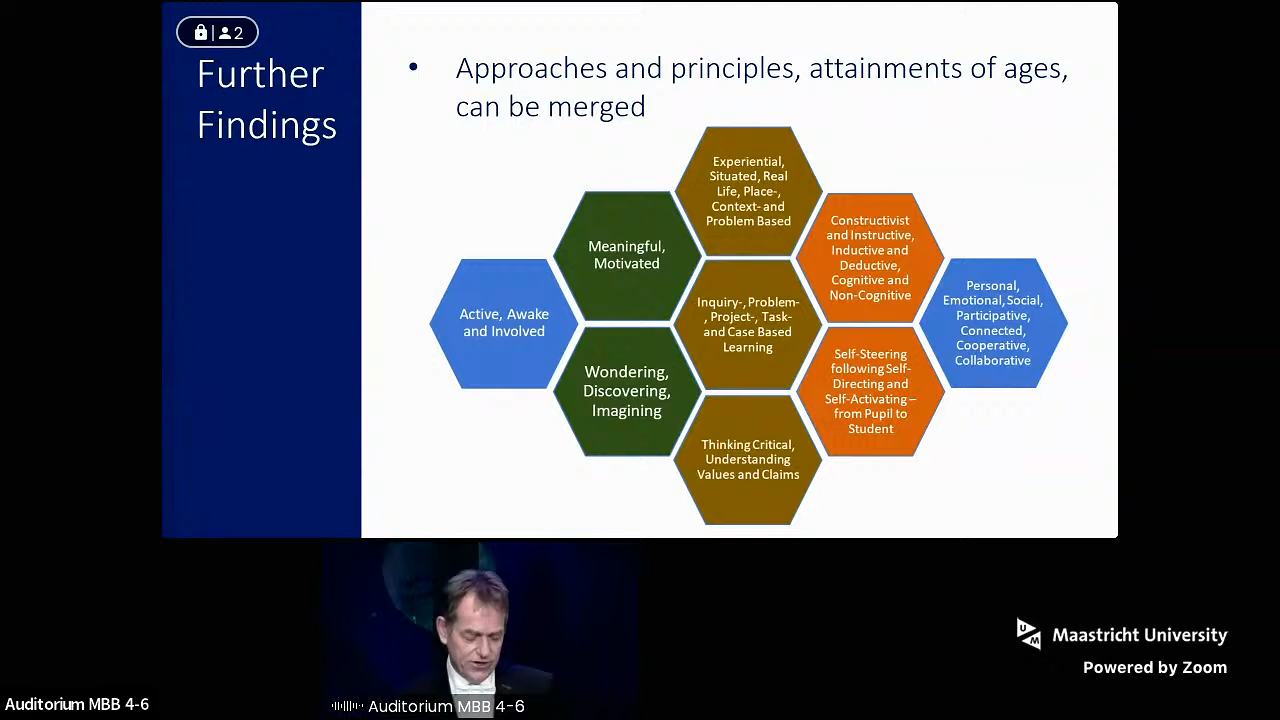 2
Further
Findings
• Approaches and principles, attainments of ages,
can be merged
Experiential,
Situated, Real
Life, Place-,
Context- and
Problem Based
Meaningful,
Motivated
Constructivist
and Instructive,
Inductive and
Deductive,
Cognitive and
Non-Cognitive
Active, Awake
and Involved
Inquiry-, Problem-
, Project-, Task-
and Case Based
Learning
Personal,
Emotional, Social,
Participative,
Connected,
Cooperative,
Collaborative
Wondering,
Discovering,
Imagining
Self-Steering
following Self-
Directing and
Self-Activating –
from Pupil to
Student
Thinking Critical,
Understanding
Values and Claims
UM
Maastricht University
Powered by Zoom
Auditorium MBB 4-6
Auditorium MBB 4-6